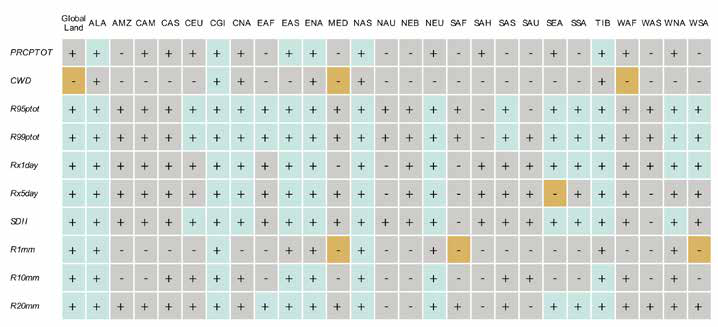 Global Land ALA AMZ CAM CAS CEU CGI CNA EAF EAS ENA MED NAS NAU NEB NEU SAF SAH SAS SAU SEA SSA TIB WAF WAS WNA WSA
PRCPTOT + + - - - + + + - + + - + - - + - - - - - - + - - + -
CWD - + - - - - + + - - + - + - - - - - - - - - + - - - -
R95ptot + + + + + + + + + + + + + + + + + - + - + + + + + + +
R99ptot + + + + + + + + + + + + + + + + + - + + + + + + + + +
Rx1day + + + + + + + + + + + - + - - + - + + + + + + + + + +
Rx5day + + + + + + + + + + + + + - - + - + + + - + + + - + +
SDII + + + + + + + + + + + + + + + + - + + + + + + + - + +
R1mm + + - - - - + - - + + - + - - + - - - - - - + - - - -
R10mm + + - - + + + + - + + - + - - + - - + + - - + - - + -
R20mm + + + + + + + + + + + + + - - + + - + + + + + + + + +